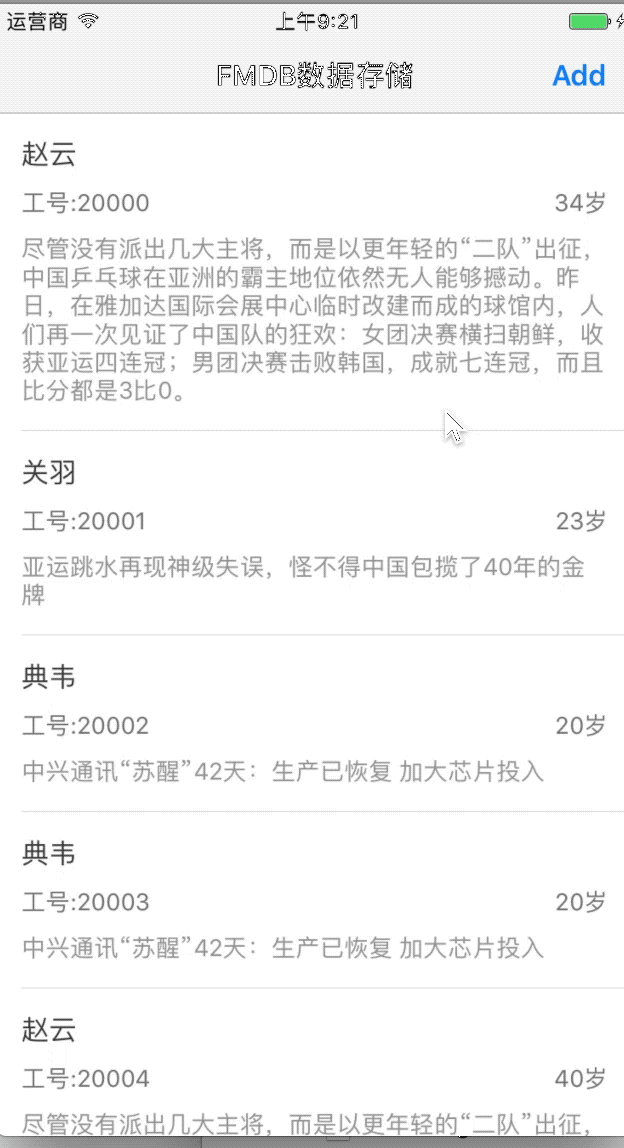 运营商 上午9:21
FMDB数据存储 Add
赵云
工号:20000 34岁
尽管没有派出几大主将，而是以更年轻的“二队”出征，
中国乒乓球在亚洲的霸主地位依然无人能够撼动。昨
日，在雅加达国际会展中心临时改建而成的球馆内，人
们再一次见证了中国队的狂欢：女团决赛横扫朝鲜，收
获亚运四连冠；男团决赛击败韩国，成就七连冠，而且
比分都是3比0。
关羽
工号:20001 23岁
亚运跳水再现神级失误，怪不得中国包揽了40年的金
牌
典韦
工号:20002 20岁
中兴通讯“苏醒”42天：生产已恢复 加大芯片投入
典韦
工号:20003 20岁
中兴通讯“苏醒”42天：生产已恢复 加大芯片投入
赵云
工号:20004 40岁
尽管没有派出几大主将，而是以更年轻的“二队”出征，